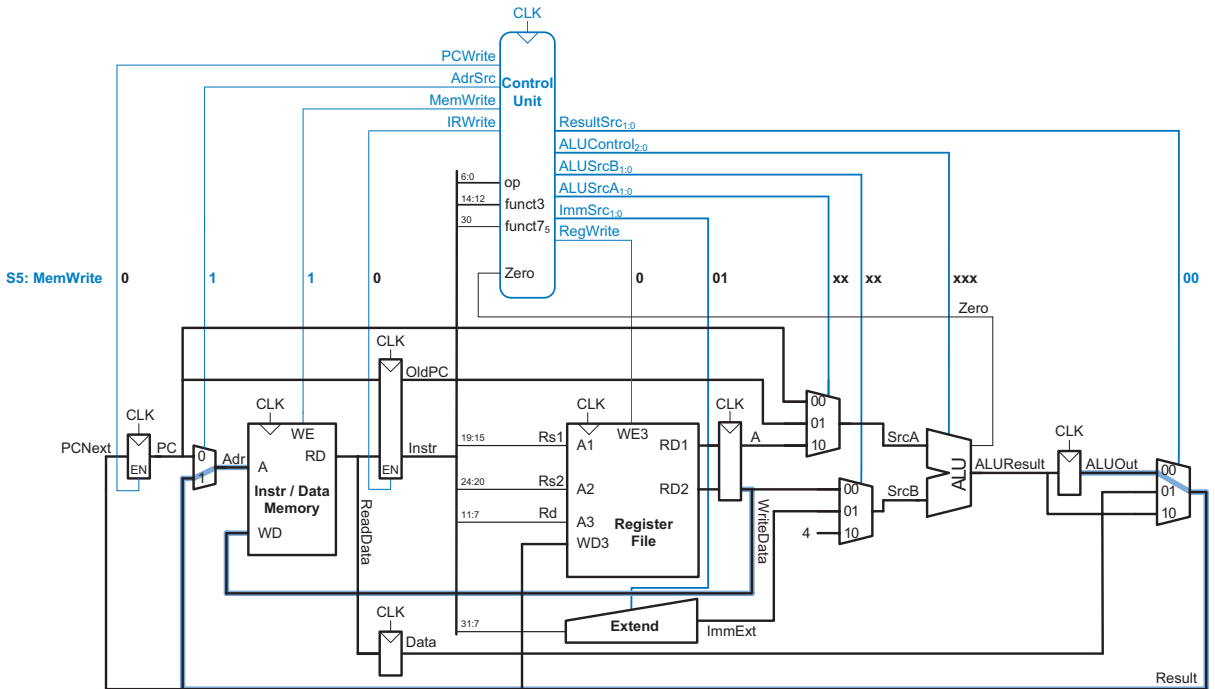 CLK
PCWrite
AdrSrc
MemWrite
IRWrite
Control
Unit
ResultSrc1:0
ALUControl2:0
ALUSrcB1:0
ALUSrcA1:0
ImmSrc1:0
RegWrite
6:0 op
14:12 funct3
30 funct75
Zero
S5: MemWrite 0 1 1 0 0 01 xx xx xxx 00
Zero
CLK
OldPC
CLK
CLK
CLK
CLK
CLK
PCNext
EN
PC
0
1
Adr
WE
A
RD
Instr / Data
Memory
WD
ReadData
EN
Instr
19:15 Rs1
24:20 Rs2
11:7 Rd
A1
A2
A3
WD3
WE3
RD1
RD2
Register
File
A
WriteData
00
01
10
SrcA
00
01
10
4
SrcB
ALU
ALUResult
ALUOut
00
01
10
31:7
Extend
ImmExt
CLK
Data
Result